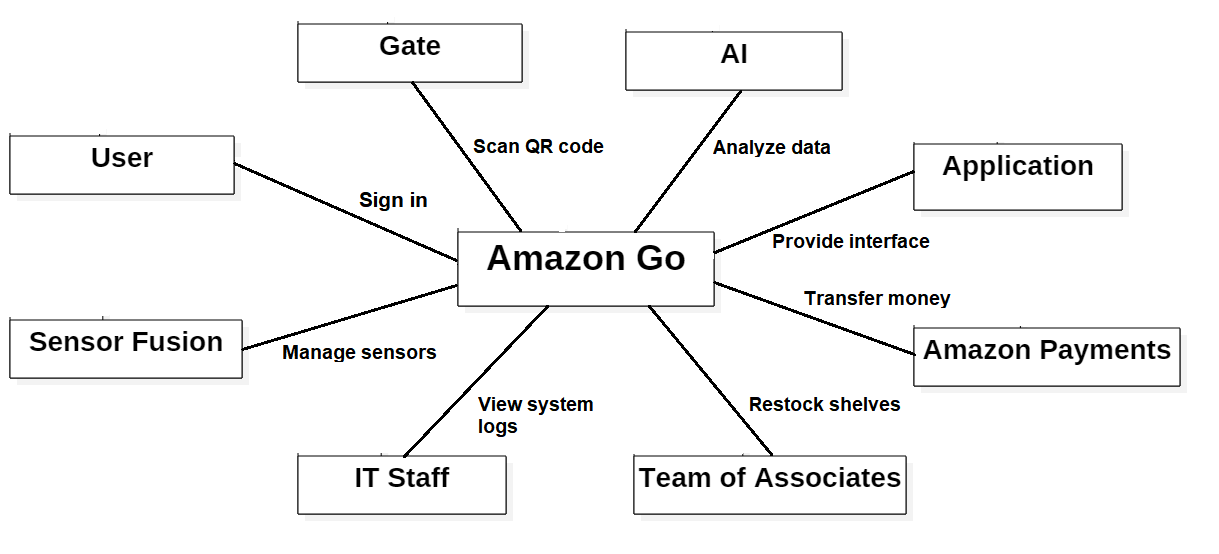 Gate
AI
User
Scan QR code
Analyze data
Application
Sign in
Provide interface
Amazon Go
Transfer money
Sensor Fusion
Manage sensors
Amazon Payments
View system
logs
Restock shelves
IT Staff
Team of Associates